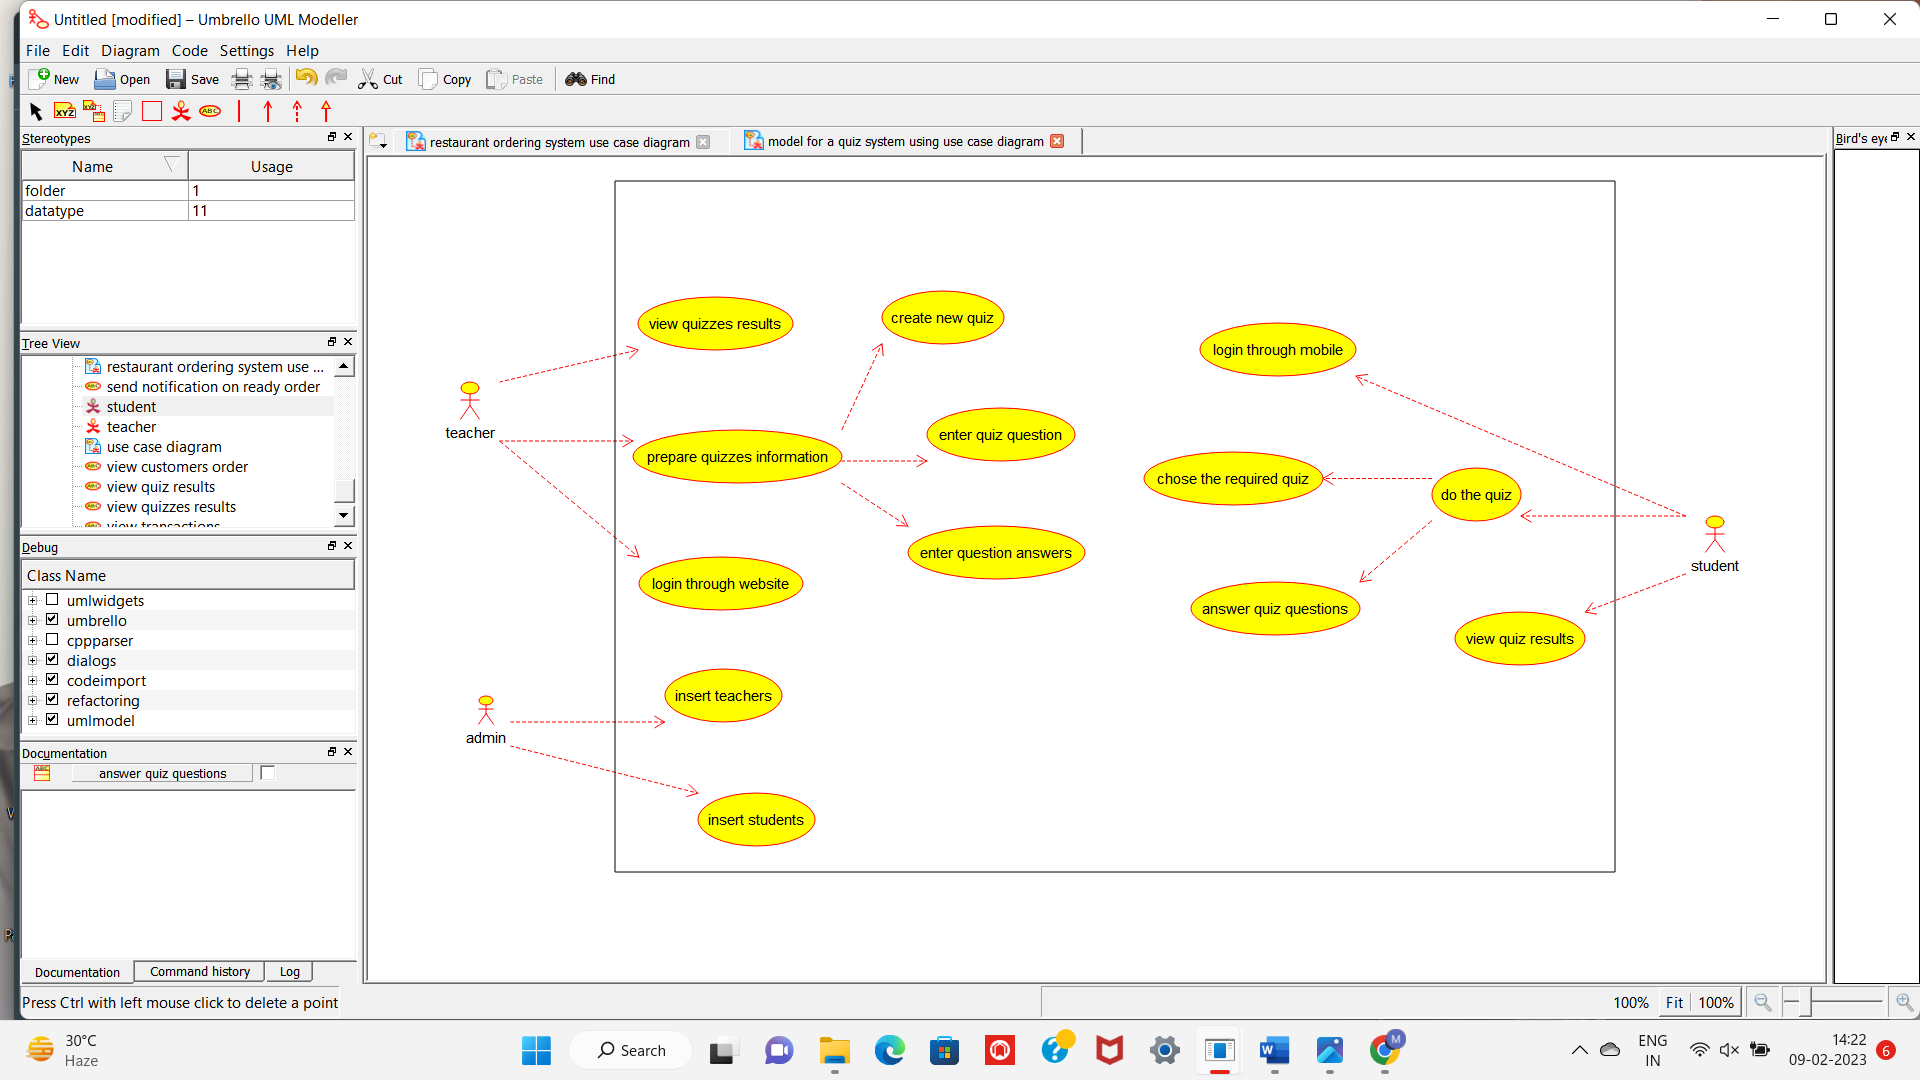 Untitled [modified] – Umbrello UML Modeller
File Edit Diagram Code Settings Help
New Open Save Cut Copy Paste Find
XYZ XYZ ABC
Stereotypes
Name Usage
folder 1
datatype 11
Tree View
restaurant ordering system use ...
send notification on ready order
student
teacher
use case diagram
view customers order
view quiz results
view quizzes results
view transactions
Debug
Class Name
umlwidgets
umbrello
cppparser
dialogs
codeimport
refactoring
umlmodel
Documentation
answer quiz questions
Documentation Command history Log
Press Ctrl with left mouse click to delete a point
restaurant ordering system use case diagram
model for a quiz system using use case diagram
Bird's eye
view quizzes results
create new quiz
login through mobile
teacher
enter quiz question
prepare quizzes information
chose the required quiz
do the quiz
enter question answers
student
login through website
answer quiz questions
view quiz results
insert teachers
admin
insert students
100% Fit 100%
30°C
Haze
Search
M
ENG
IN
14:22
09-02-2023
6